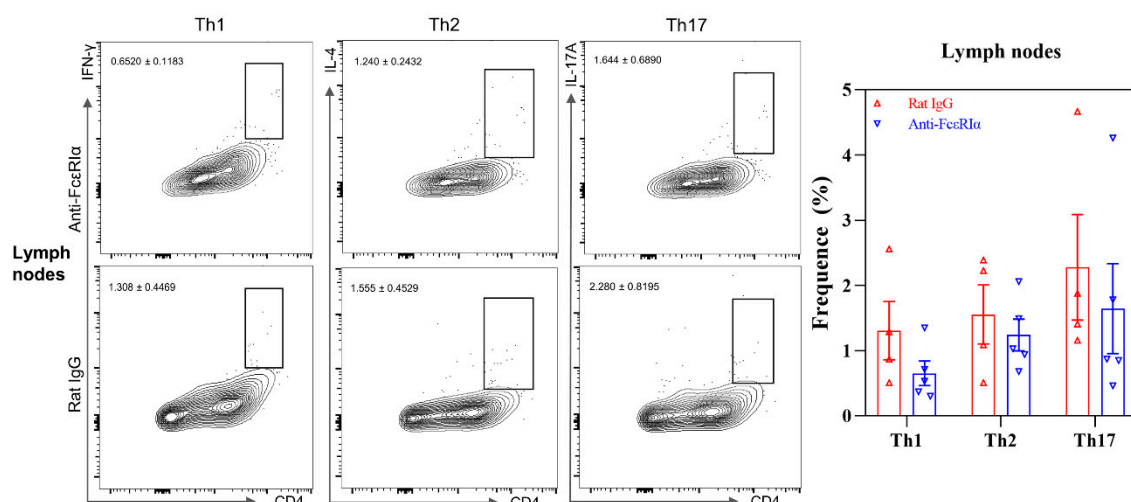 Th1
Th2
Th17
IFN-γ
0.6520 ± 0.1183
IL-4
1.240 ± 0.2432
IL-17A
1.644 ± 0.6890
Anti-FcεRIα
Lymph
nodes
1.308 ± 0.4469
1.555 ± 0.4529
2.280 ± 0.8195
Rat IgG
CD4
CD4
CD4
Lymph nodes
Rat IgG
Anti-FcεRIα
Frequence (%)
5
4
3
2
1
0
Th1
Th2
Th17